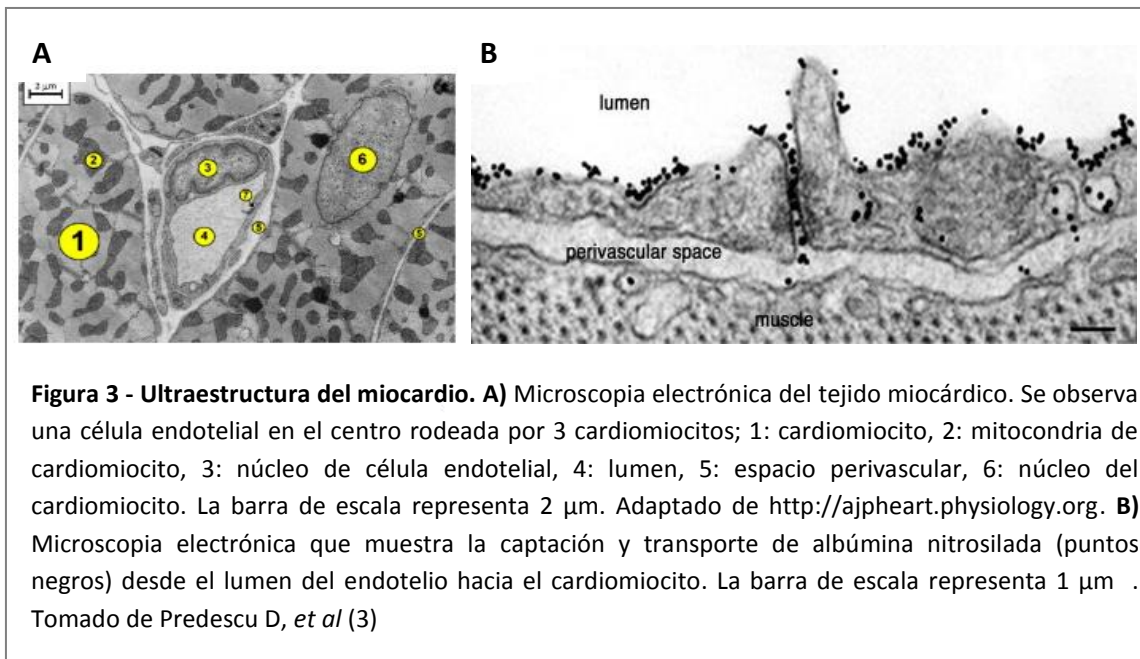 A
B
2 µm
2
3
6
7
1
4
5
5
lumen
perivascular space
muscle
Figura 3 - Ultraestructura del miocardio. A) Microscopia electrónica del tejido miocárdico. Se observa
una célula endotelial en el centro rodeada por 3 cardiomiocitos; 1: cardiomiocito, 2: mitocondria de
cardiomiocito, 3: núcleo de célula endotelial, 4: lumen, 5: espacio perivascular, 6: núcleo del
cardiomiocito. La barra de escala representa 2 µm. Adaptado de http://ajpheart.physiology.org. B)
Microscopia electrónica que muestra la captación y transporte de albúmina nitrosilada (puntos
negros) desde el lumen del endotelio hacia el cardiomiocito. La barra de escala representa 1 µm .
Tomado de Predescu D, et al (3)